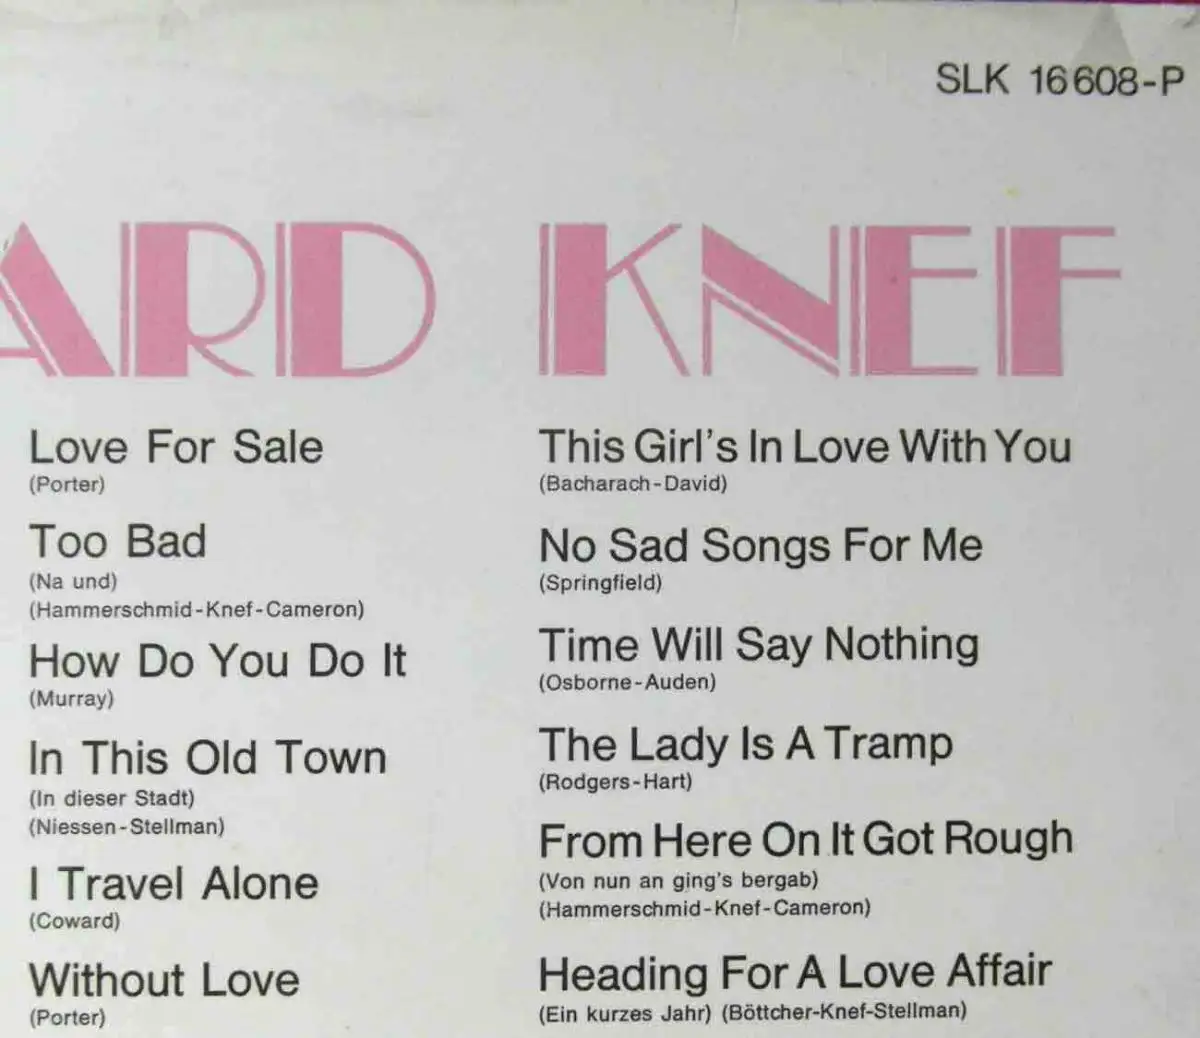 SLK 16608-P
ARD KNEF
Love For Sale
(Porter)
Too Bad
(Na und)
(Hammerschmid-Knef-Cameron)
How Do You Do It
(Murray)
In This Old Town
(In dieser Stadt)
(Niessen-Stellman)
I Travel Alone
(Coward)
Without Love
(Porter)
This Girl's In Love With You
(Bacharach-David)
No Sad Songs For Me
(Springfield)
Time Will Say Nothing
(Osborne-Auden)
The Lady Is A Tramp
(Rodgers-Hart)
From Here On It Got Rough
(Von nun an ging's bergab)
(Hammerschmid-Knef-Cameron)
Heading For A Love Affair
(Ein kurzes Jahr) (Böttcher-Knef-Stellman)